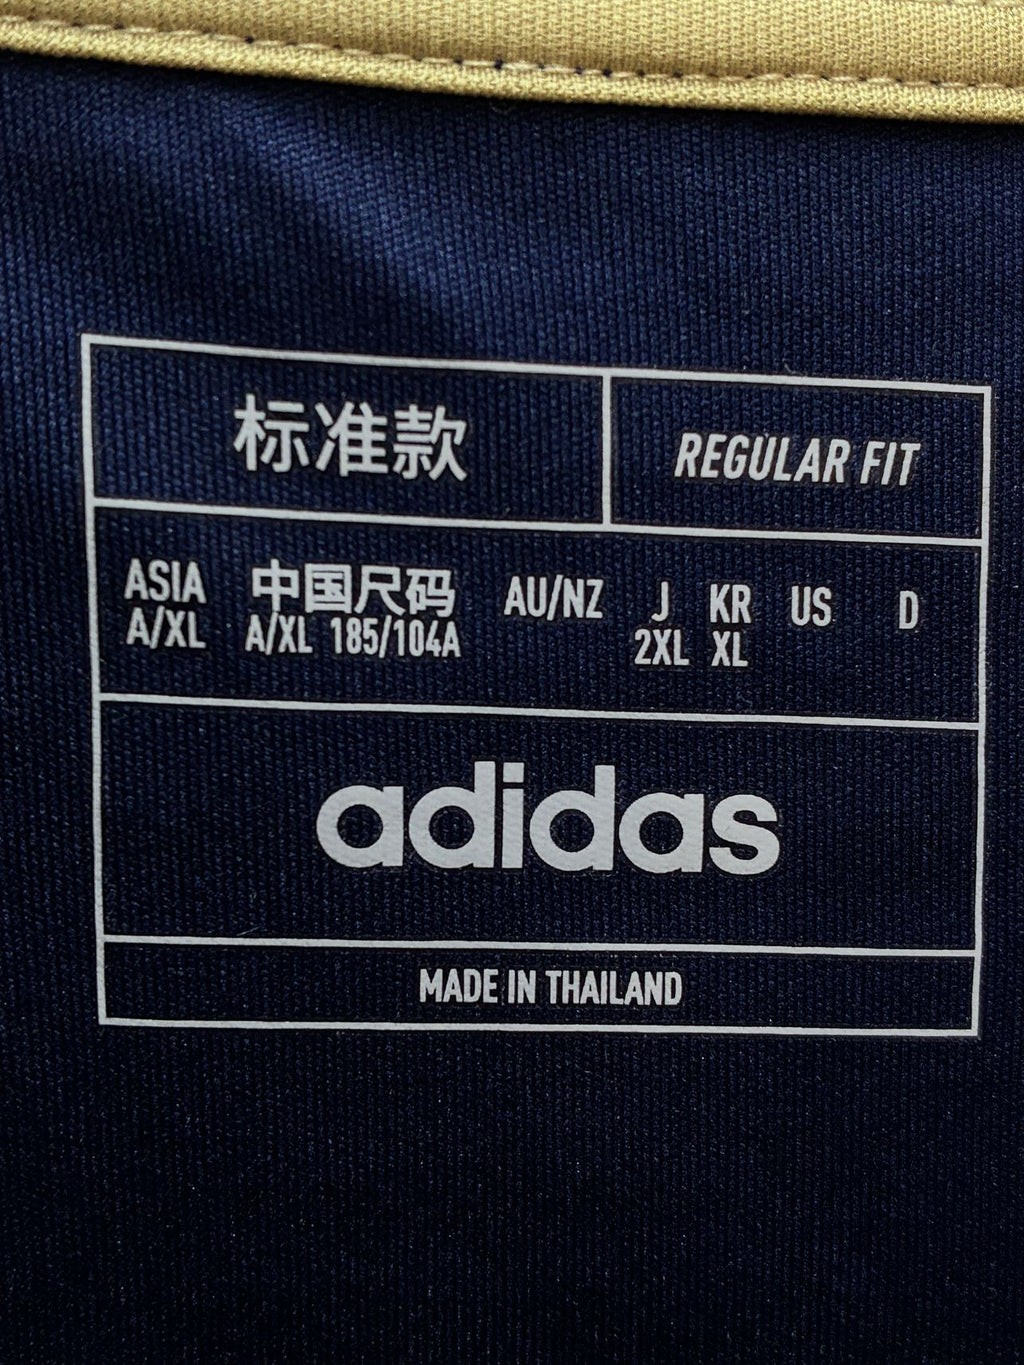 标准款 REGULAR FIT
ASIA 中国尺码 AU/NZ J KR US D
A/XL A/XL 185/104A 2XL XL
adidas
MADE IN THAILAND